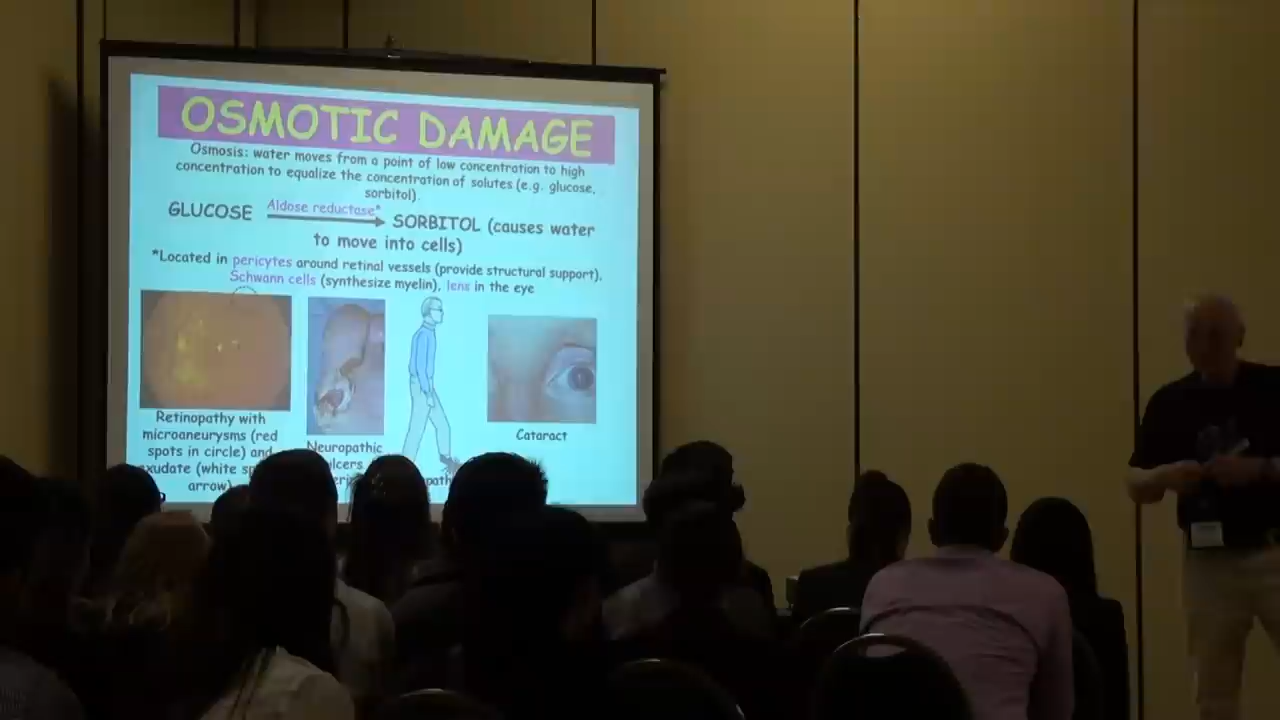 OSMOTIC DAMAGE
Osmosis: water moves from a point of low concentration to high
concentration to equalize the concentration of solutes (e.g. glucose,
sorbitol).
GLUCOSE Aldose reductase* SORBITOL (causes water
to move into cells)
*Located in pericytes around retinal vessels (provide structural support),
Schwann cells (synthesize myelin), lens in the eye
Retinopathy with
microaneurysms (red
spots in circle) and
exudate (white
arrow)
Neuropathic
ulcers
Cataract